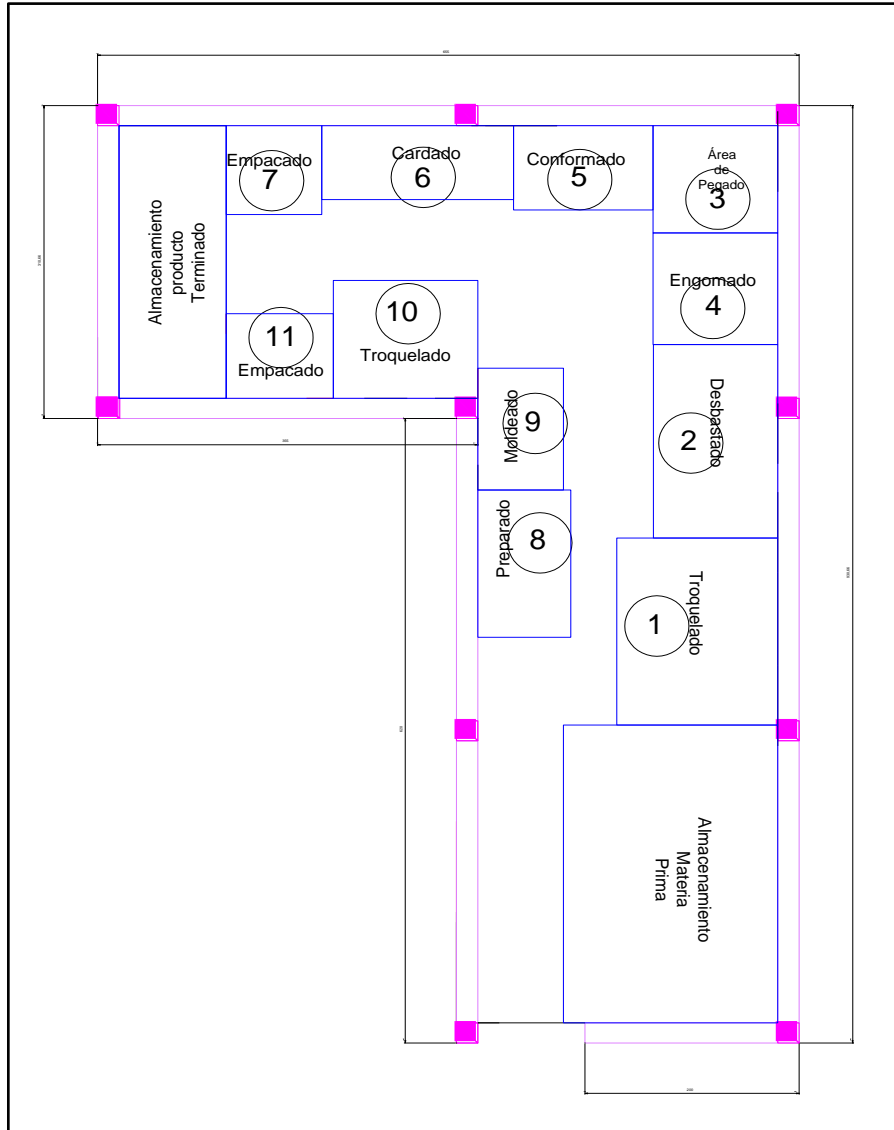 Empacado
7
Cardado
6
Conformado
5
Área
de
Pegado
3
Almacenamiento
producto
Terminado
Engomado
4
10
Troquelado
11
Empacado
Moldeado
9
Desbastado
2
Preparado
8
Troquelado
1
Almacenamiento
Materia
Prima